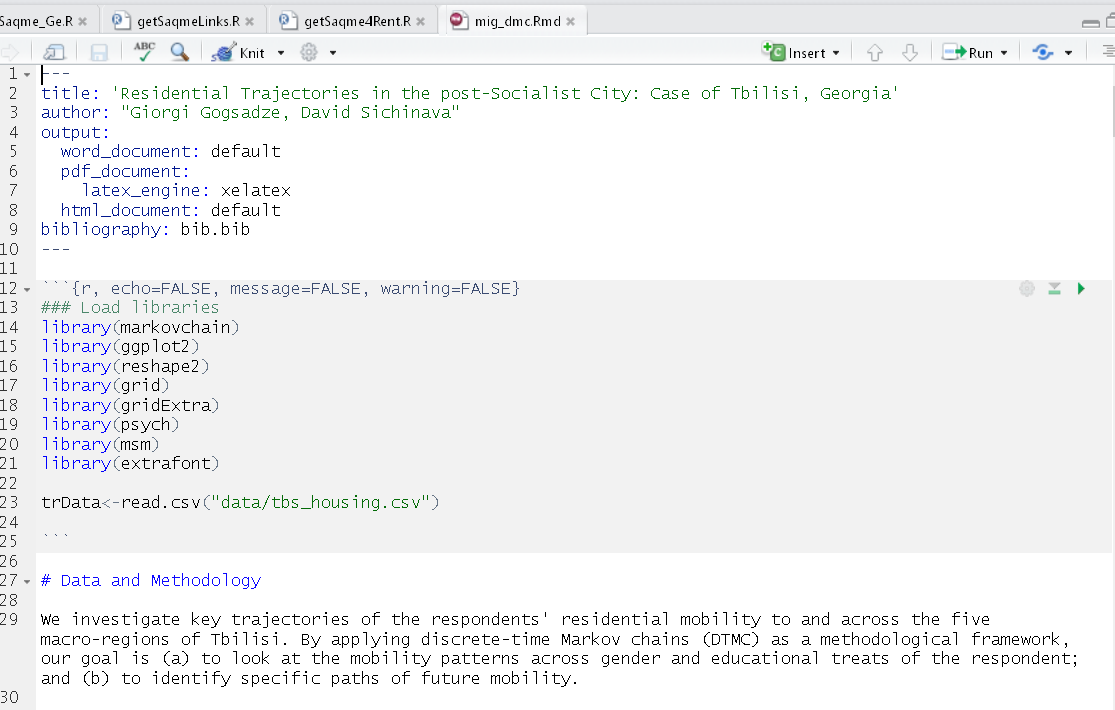 Saqme_Ge.R × getSaqmeLinks.R × getSaqme4Rent.R × mig_dmc.Rmd ×
ABC Knit Insert Run
1 ---
2 title: 'Residential Trajectories in the post-Socialist City: Case of Tbilisi, Georgia'
3 author: "Giorgi Gogsadze, David Sichinava"
4 output:
5 word_document: default
6 pdf_document:
7 latex_engine: xelatex
8 html_document: default
9 bibliography: bib.bib
10 ---
11
12 ```{r, echo=FALSE, message=FALSE, warning=FALSE}
13 ### Load libraries
14 library(markovchain)
15 library(ggplot2)
16 library(reshape2)
17 library(grid)
18 library(gridExtra)
19 library(psych)
20 library(msm)
21 library(extrafont)
22
23 trData<-read.csv("data/tbs_housing.csv")
24
25 ```
26
27 # Data and Methodology
28
29 We investigate key trajectories of the respondents' residential mobility to and across the five
macro-regions of Tbilisi. By applying discrete-time Markov chains (DTMC) as a methodological framework,
our goal is (a) to look at the mobility patterns across gender and educational treats of the respondent;
and (b) to identify specific paths of future mobility.
30